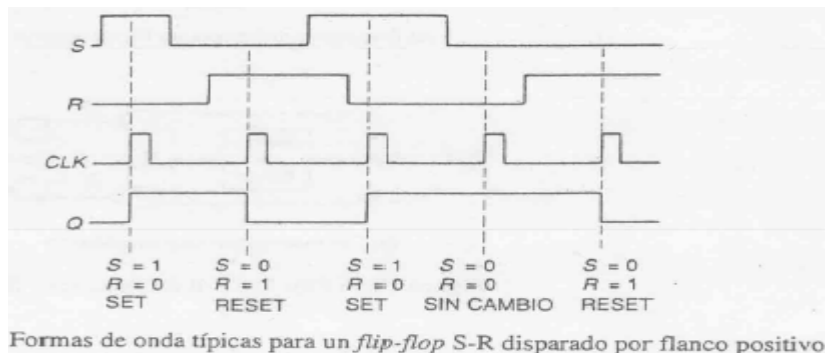 S
R
CLK
Q
S = 1 S = 0 S = 1 S = 0 S = 0
R = 0 R = 1 R = 0 R = 0 R = 1
SET RESET SET SIN CAMBIO RESET
Formas de onda típicas para un flip-flop S-R disparado por flanco positivo